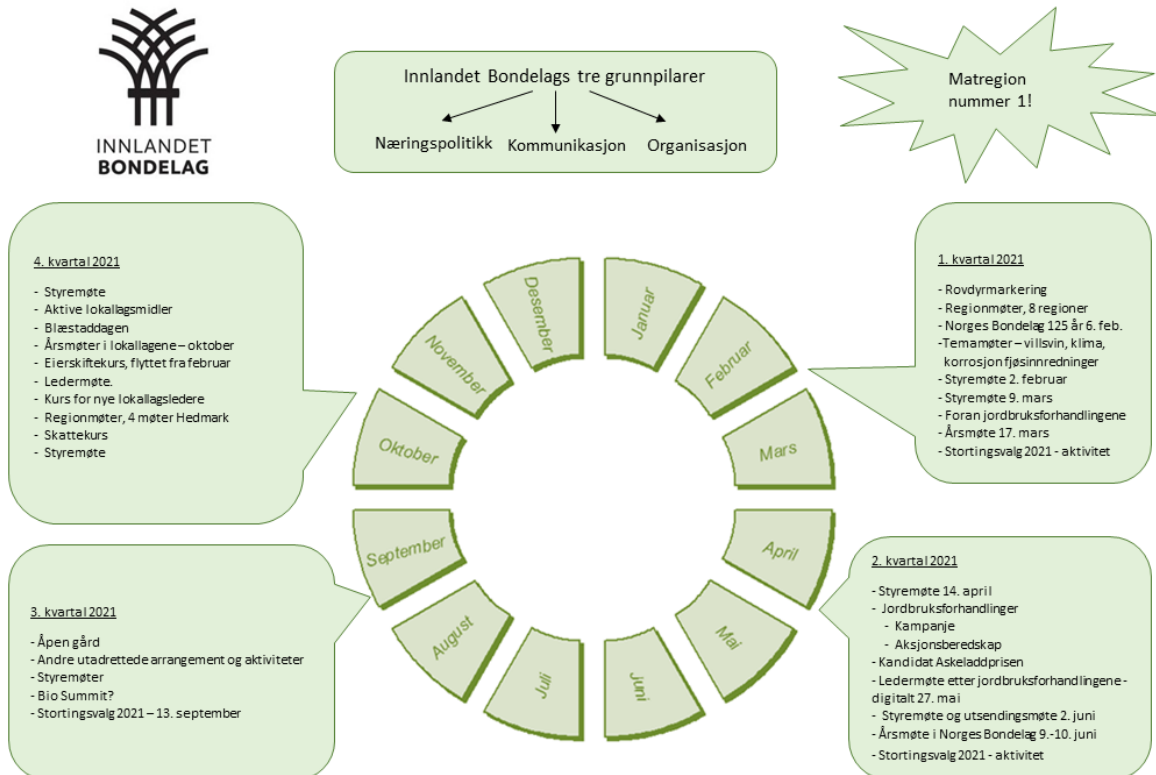 INNLANDET
BONDELAG
Innlandet Bondelags tre grunnpilarer
Næringspolitikk Kommunikasjon Organisasjon
Matregion
nummer 1!
4. kvartal 2021
- Styremøte
- Aktive lokallagsmidler
- Blæstaddagen
- Årsmøter i lokallagene – oktober
- Eierskiftekurs, flyttet fra februar
- Ledermøte.
- Kurs for nye lokallagsledere
- Regionmøter, 4 møter Hedmark
- Skattekurs
- Styremøte
1. kvartal 2021
- Rovdyrmarkering
- Regionmøter, 8 regioner
- Norges Bondelag 125 år 6. feb.
-Temamøter – villsvin, klima,
korrosjon fjøsinnredninger
- Styremøte 2. februar
- Styremøte 9. mars
- Foran jordbruksforhandlingene
- Årsmøte 17. mars
- Stortingsvalg 2021 - aktivitet
Januar
Februar
Mars
April
Mai
juni
Juli
August
September
Oktober
November
Desember
3. kvartal 2021
- Åpen gård
- Andre utadrettede arrangement og aktiviteter
- Styremøter
- Bio Summit?
- Stortingsvalg 2021 – 13. september
2. kvartal 2021
- Styremøte 14. april
- Jordbruksforhandlinger
- Kampanje
- Aksjonsberedskap
- Kandidat Askeladdprisen
- Ledermøte etter jordbruksforhandlingene -
digitalt 27. mai
- Styremøte og utsendingsmøte 2. juni
- Årsmøte i Norges Bondelag 9.-10. juni
- Stortingsvalg 2021 - aktivitet